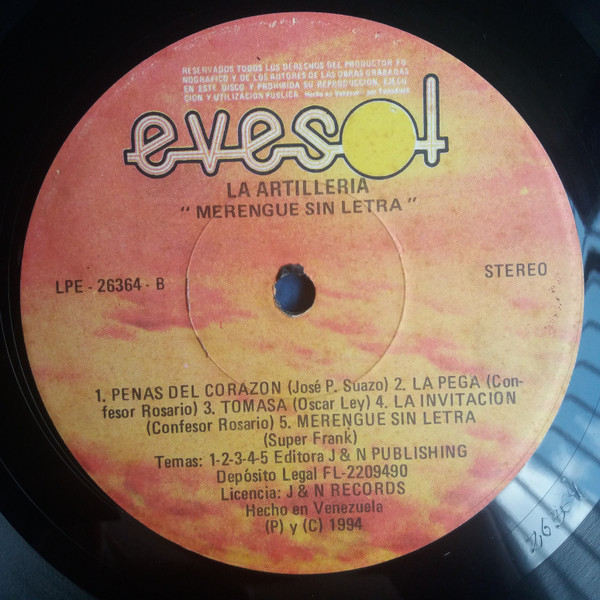 RESERVADOS TODOS LOS DERECHOS DEL PRODUCTOR FO-
NOGRAFICO Y DE LOS AUTORES DE LAS OBRAS GRABADAS
EN ESTE DISCO Y PROHIBIDA SU REPRODUCCION, EJECU-
CION Y UTILIZACION PUBLICA. Hecho en Venezuela por
evesol
LA ARTILLERIA
" MERENGUE SIN LETRA "
LPE - 26364 - B
STEREO
1. PENAS DEL CORAZON (José P. Suazo) 2. LA PEGA (Con-
fesor Rosario) 3. TOMASA (Oscar Ley) 4. LA INVITACION
(Confesor Rosario) 5. MERENGUE SIN LETRA
(Super Frank)
Temas: 1-2-3-4-5 Editora J & N PUBLISHING
Depósito Legal FL-2209490
Licencia: J & N RECORDS
Hecho en Venezuela
(P) y (C) 1994